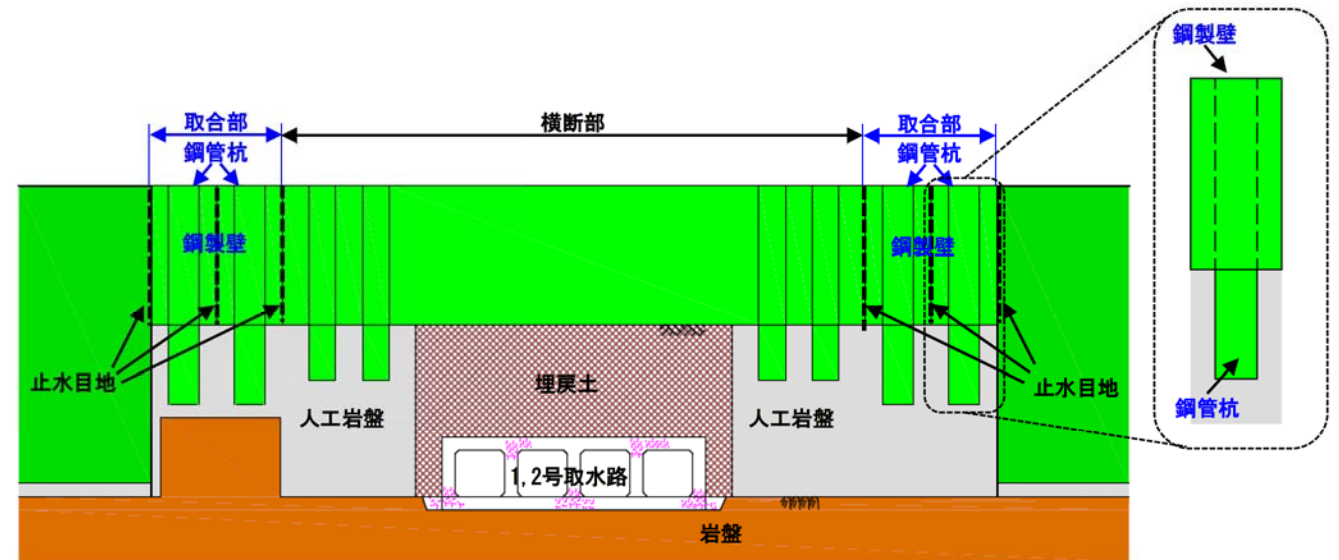 鋼製壁
取合部
横断部
取合部
鋼管杭
鋼管杭
鋼製壁
鋼製壁
止水目地
埋戻土
止水目地
鋼管杭
人工岩盤
人工岩盤
1,2号取水路
岩盤